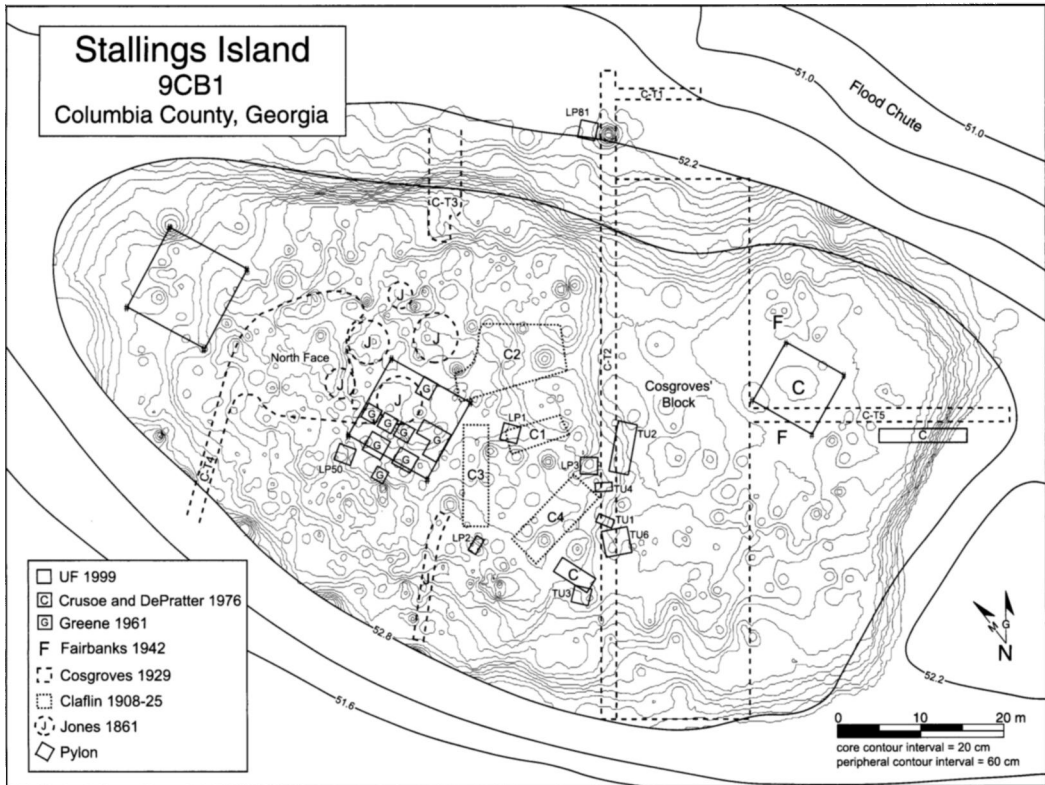 Stallings Island
9CB1
Columbia County, Georgia
C-T1
LP81
Flood Chute
51.0
51.0
52.2
C-T3
J
J
J
J
J
North Face
C2
C-T2
F
Cosgroves'
Block
C
G
G
G
G
G
G
G
G
LP1
C1
C-T5
F
C
TU2
LP50
C-T4
C3
LP3
TU4
C4
TU1
TU6
LP2
C
TU3
J
52.8
52.2
51.6
UF 1999
C Crusoe and DePratter 1976
G Greene 1961
F Fairbanks 1942
Cosgroves 1929
Claflin 1908-25
J Jones 1861
Pylon
M G
N
0 10 20 m
core contour interval = 20 cm
peripheral contour interval = 60 cm